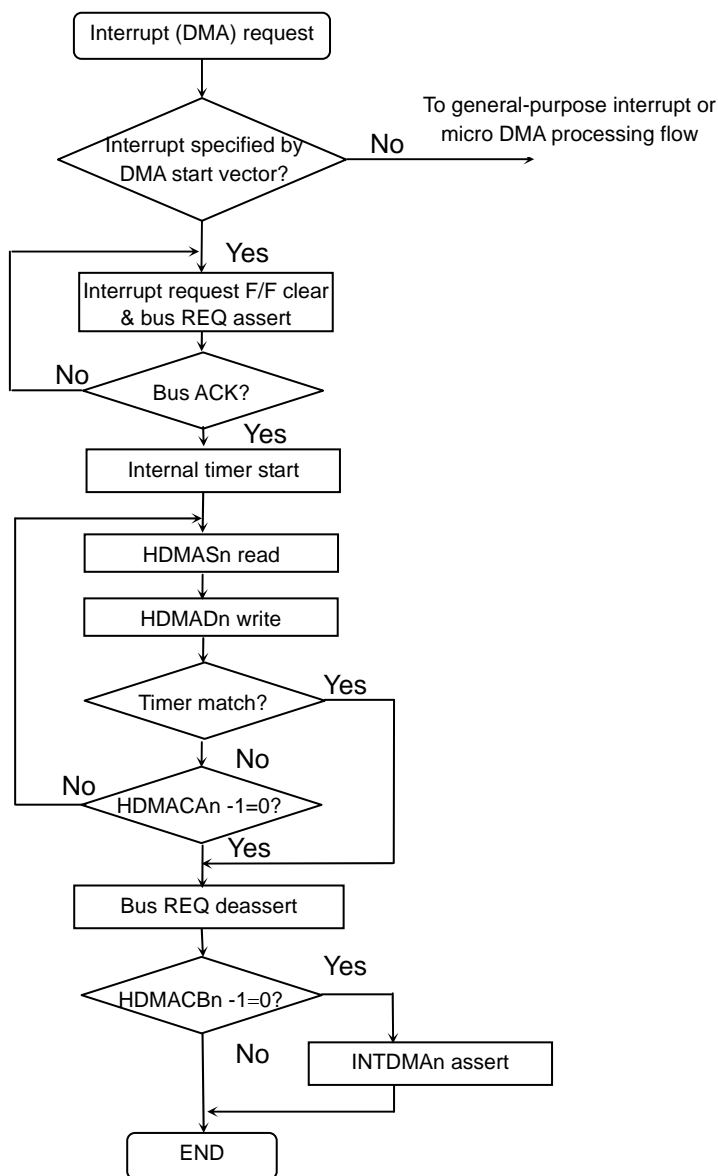 Interrupt (DMA) request
To general-purpose interrupt or
micro DMA processing flow
Interrupt specified by
DMA start vector?
No
Yes
Interrupt request F/F clear
& bus REQ assert
No
Bus ACK?
Yes
Internal timer start
HDMASn read
HDMADn write
Timer match?
Yes
No
No
HDMACAn -1=0?
Yes
Bus REQ deassert
Yes
HDMACBn -1=0?
No
INTDMAn assert
END